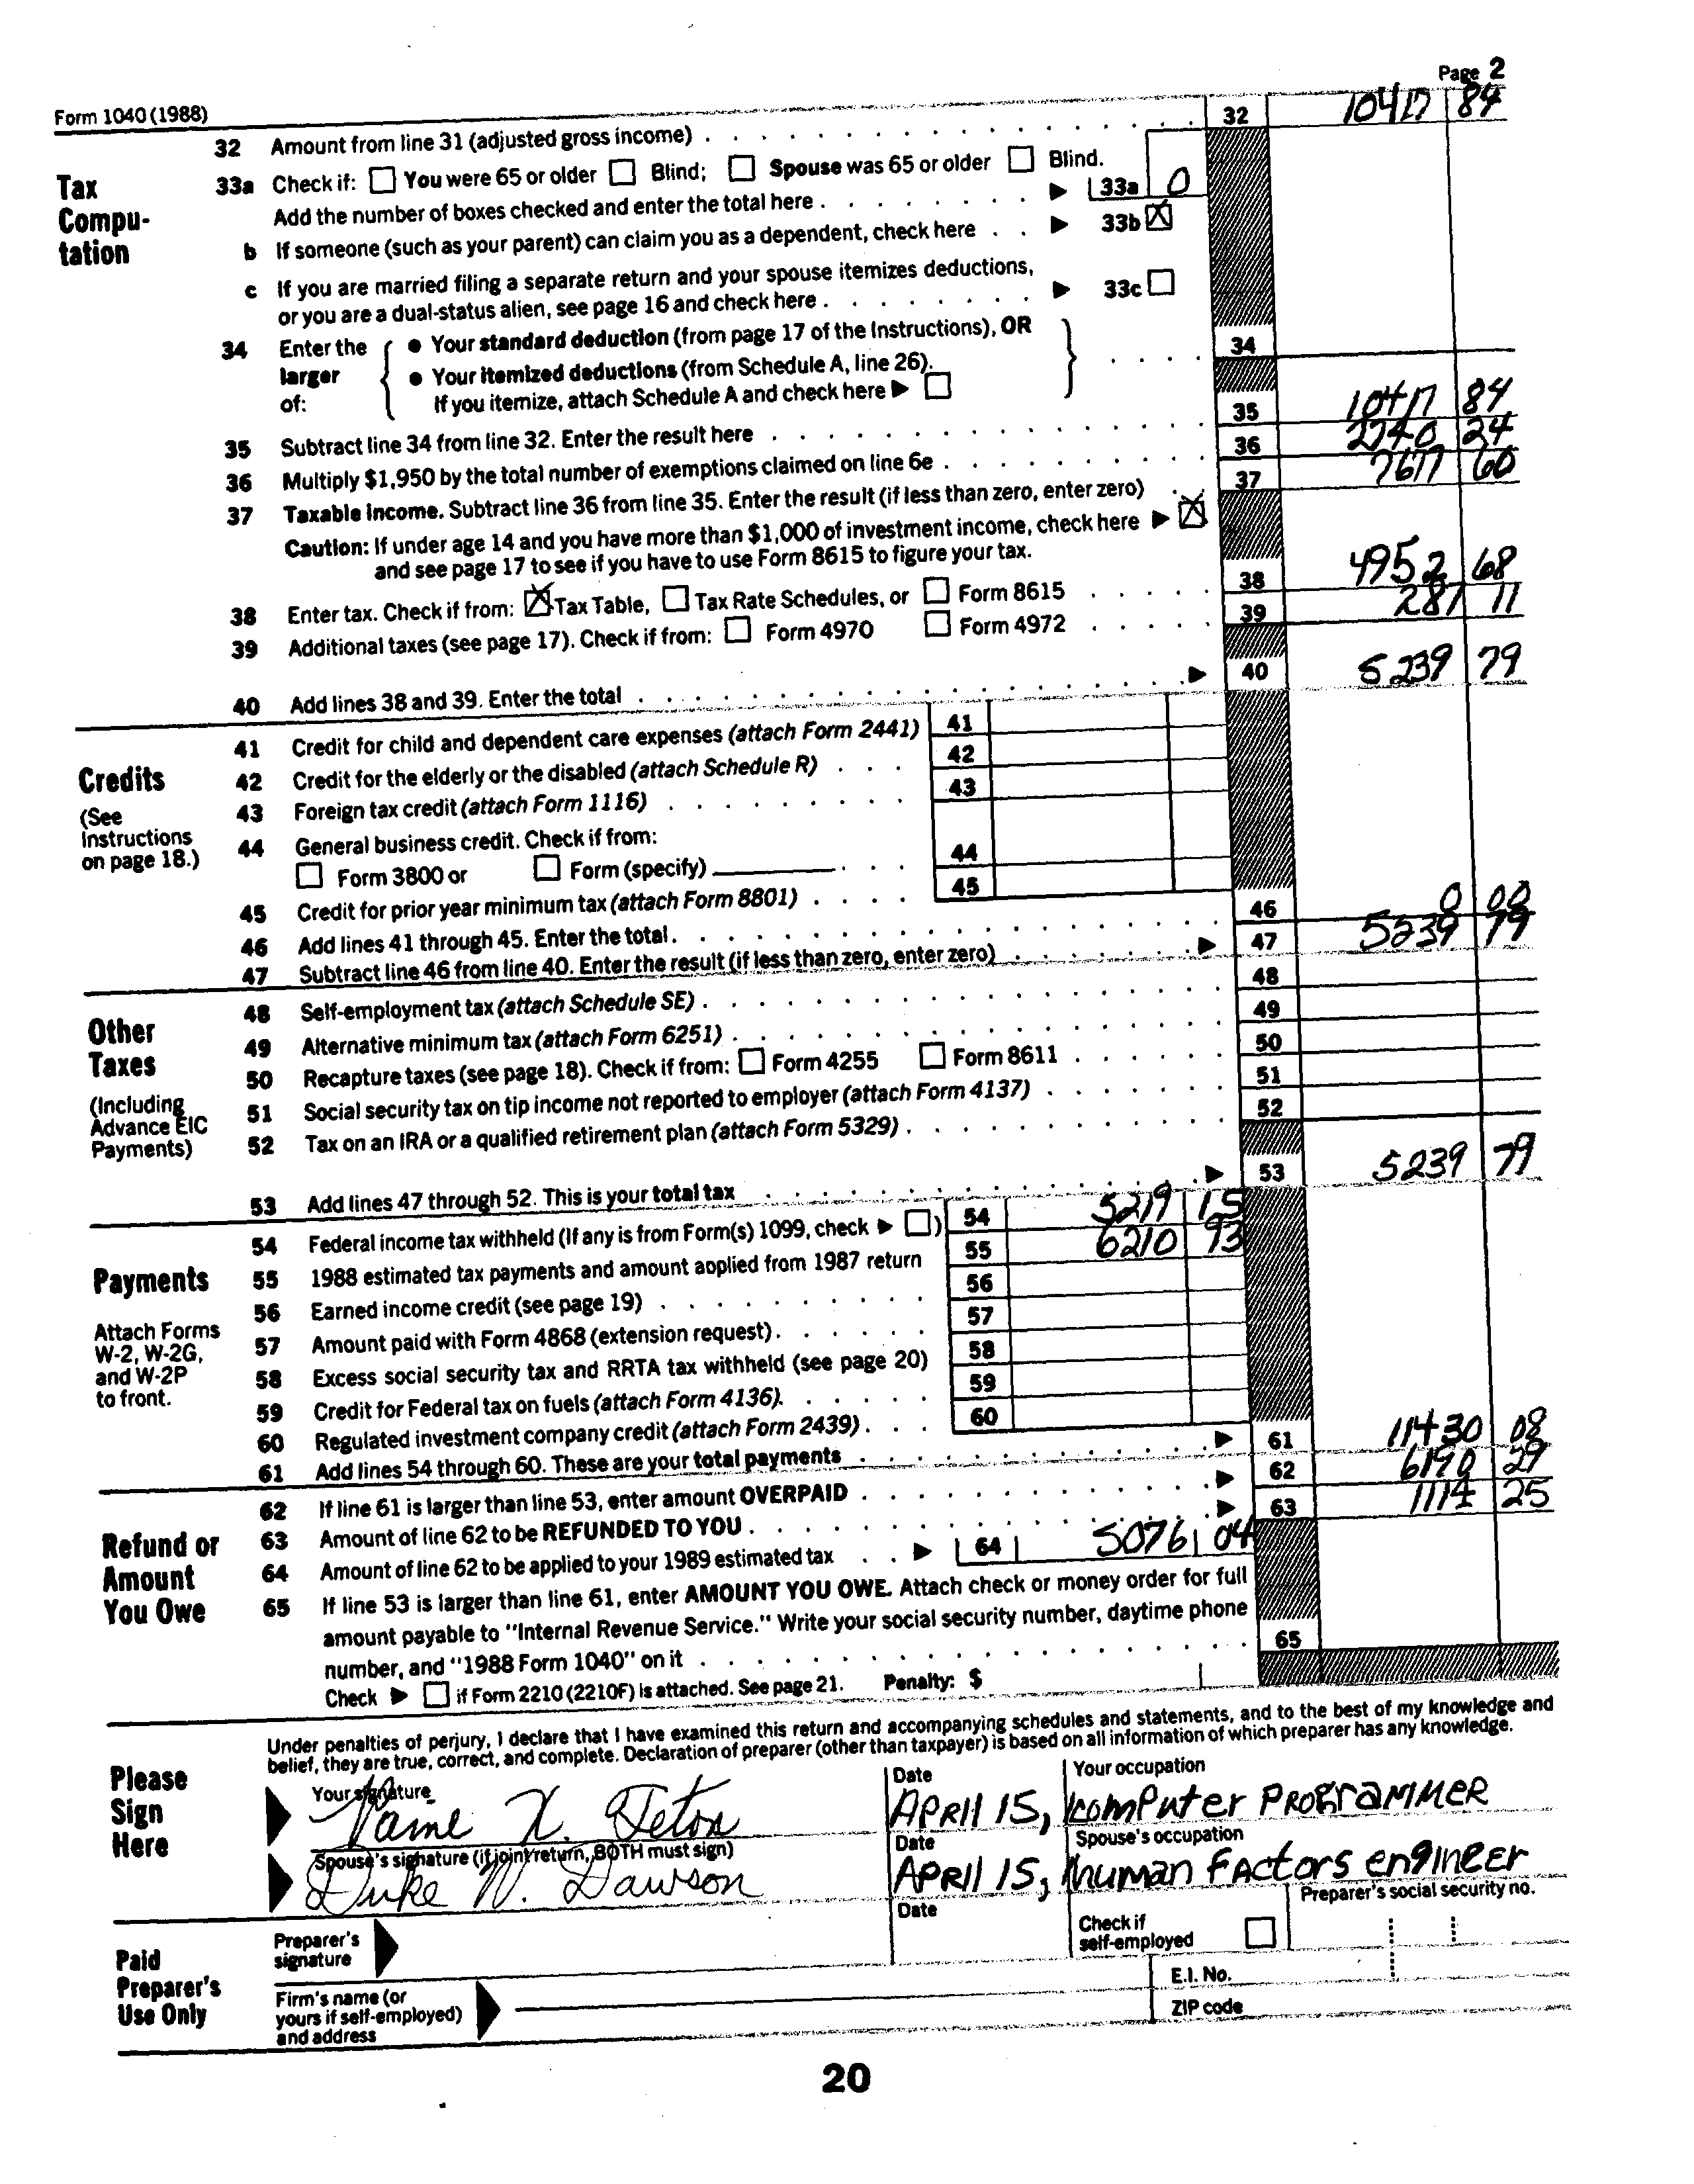 Page 2
Form 1040 (1988)
32 Amount from line 31 (adjusted gross income) 32 10417 84
Tax Compu-tation
33a Check if: You were 65 or older Blind; Spouse was 65 or older Blind.
Add the number of boxes checked and enter the total here 33a 0
b If someone (such as your parent) can claim you as a dependent, check here 33b X
c If you are married filing a separate return and your spouse itemizes deductions,
or you are a dual-status alien, see page 16 and check here 33c
34 Enter the larger of: { • Your standard deduction (from page 17 of the Instructions), OR
• Your itemized deductions (from Schedule A, line 26).
If you itemize, attach Schedule A and check here } 34
35 Subtract line 34 from line 32. Enter the result here 35 10417 84
36 Multiply $1,950 by the total number of exemptions claimed on line 6e 36 2740 24
37 Taxable income. Subtract line 36 from line 35. Enter the result (if less than zero, enter zero) 37 7677 60
Caution: If under age 14 and you have more than $1,000 of investment income, check here X
and see page 17 to see if you have to use Form 8615 to figure your tax.
38 Enter tax. Check if from: X Tax Table, Tax Rate Schedules, or Form 8615 38 4952 68
39 Additional taxes (see page 17). Check if from: Form 4970 Form 4972 39 287 11
40 Add lines 38 and 39. Enter the total 40 5239 79
Credits
(See Instructions on page 18.)
41 Credit for child and dependent care expenses (attach Form 2441) 41
42 Credit for the elderly or the disabled (attach Schedule R) 42
43 Foreign tax credit (attach Form 1116) 43
44 General business credit. Check if from:
Form 3800 or Form (specify) 44
45 Credit for prior year minimum tax (attach Form 8801) 45
46 Add lines 41 through 45. Enter the total. 46 0 00
47 Subtract line 46 from line 40. Enter the result (if less than zero, enter zero) 47 5239 79
Other Taxes
(Including Advance EIC Payments)
48 Self-employment tax (attach Schedule SE) 48
49 Alternative minimum tax (attach Form 6251) 49
50 Recapture taxes (see page 18). Check if from: Form 4255 Form 8611 50
51 Social security tax on tip income not reported to employer (attach Form 4137) 51
52 Tax on an IRA or a qualified retirement plan (attach Form 5329) 52
53 Add lines 47 through 52. This is your total tax 53 5239 79
Payments
Attach Forms W-2, W-2G, and W-2P to front.
54 Federal income tax withheld (If any is from Form(s) 1099, check ) 54 5219 15
55 1988 estimated tax payments and amount applied from 1987 return 55 6210 93
56 Earned income credit (see page 19) 56
57 Amount paid with Form 4868 (extension request) 57
58 Excess social security tax and RRTA tax withheld (see page 20) 58
59 Credit for Federal tax on fuels (attach Form 4136). 59
60 Regulated investment company credit (attach Form 2439) 60
61 Add lines 54 through 60. These are your total payments 61 11430 08
Refund or Amount You Owe
62 If line 61 is larger than line 53, enter amount OVERPAID 62 6190 29
63 Amount of line 62 to be REFUNDED TO YOU 63 1114 25
64 Amount of line 62 to be applied to your 1989 estimated tax 64 5076 04
65 If line 53 is larger than line 61, enter AMOUNT YOU OWE. Attach check or money order for full
amount payable to "Internal Revenue Service." Write your social security number, daytime phone
number, and "1988 Form 1040" on it 65
Check if Form 2210 (2210F) is attached. See page 21. Penalty: $
Please Sign Here
Under penalties of perjury, I declare that I have examined this return and accompanying schedules and statements, and to the best of my knowledge and
belief, they are true, correct, and complete. Declaration of preparer (other than taxpayer) is based on all information of which preparer has any knowledge.
Your signature Date Your occupation
X. Teton APRIl 15, computer PROgRaMMeR
Spouse's signature (if joint return, BOTH must sign) Date Spouse's occupation
Duke W. Dawson APRIl 15, human FActors engIneEr
Paid Preparer's Use Only
Preparer's signature Date Check if self-employed Preparer's social security no.
Firm's name (or yours if self-employed) and address E.I. No.
ZIP code
20